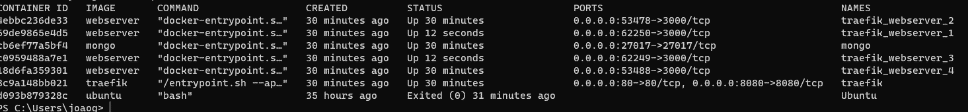 CONTAINER ID IMAGE COMMAND CREATED STATUS PORTS NAMES
4ebbc236de33 webserver "docker-entrypoint.s…" 30 minutes ago Up 30 minutes 0.0.0.0:53478->3000/tcp traefik_webserver_2
69de9865e4d5 webserver "docker-entrypoint.s…" 30 minutes ago Up 12 seconds 0.0.0.0:62250->3000/tcp traefik_webserver_1
cb6ef77a5bf4 mongo "docker-entrypoint.s…" 30 minutes ago Up 30 minutes 0.0.0.0:27017->27017/tcp mongo
c0959488a7e1 webserver "docker-entrypoint.s…" 30 minutes ago Up 12 seconds 0.0.0.0:62249->3000/tcp traefik_webserver_3
18d6fa359301 webserver "docker-entrypoint.s…" 30 minutes ago Up 30 minutes 0.0.0.0:53488->3000/tcp traefik_webserver_4
8c9a148bb021 traefik "/entrypoint.sh --ap…" 30 minutes ago Up 30 minutes 0.0.0.0:80->80/tcp, 0.0.0.0:8080->8080/tcp traefik
d093b879328c ubuntu "bash" 35 hours ago Exited (0) 31 minutes ago Ubuntu
PS C:\Users\joaog>